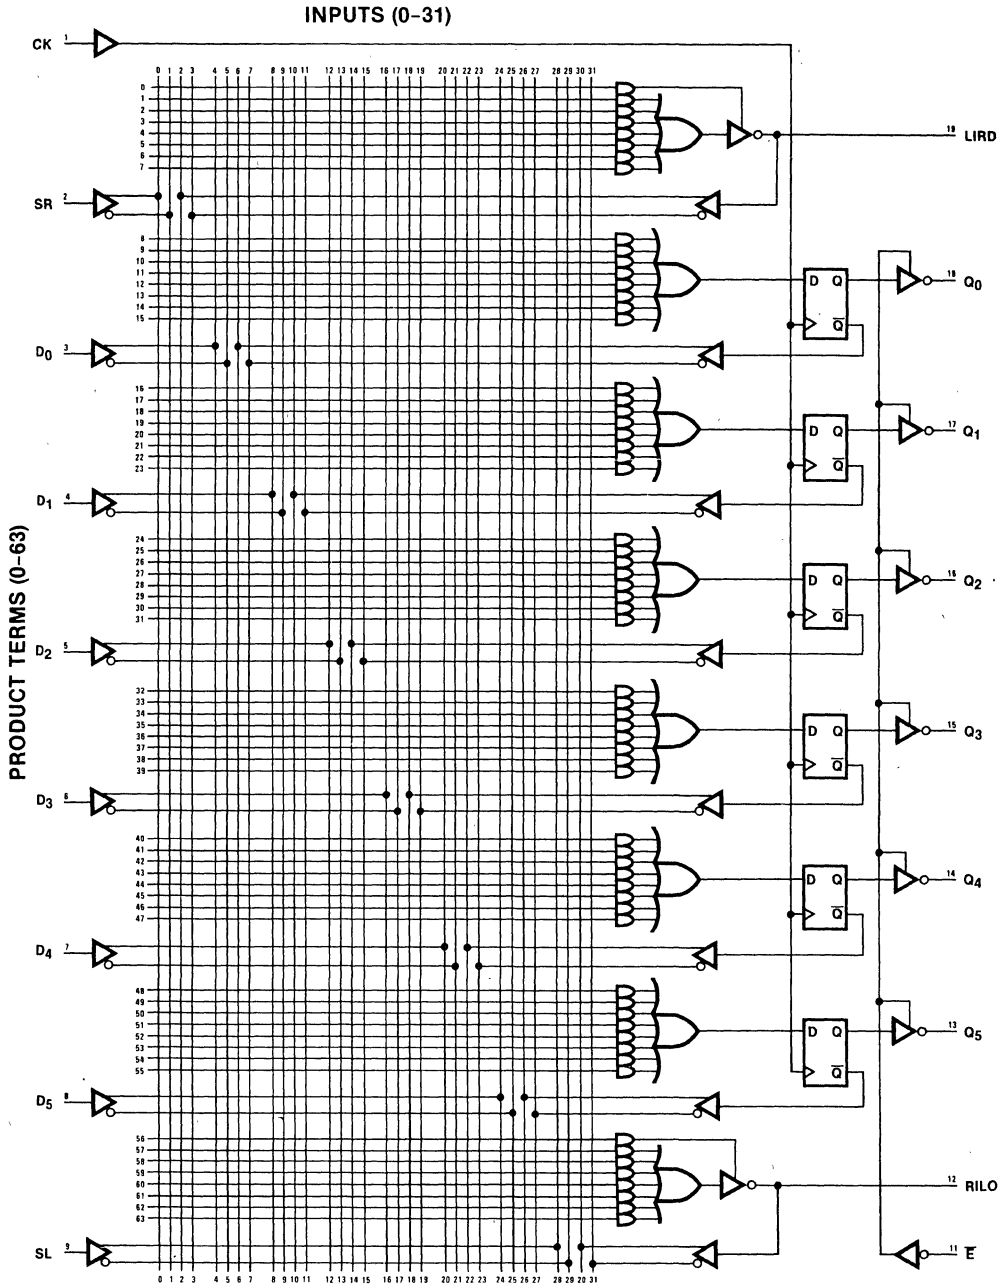 INPUTS (0–31)
CK 1
0 1 2 3 4 5 6 7 8 9 10 11 12 13 14 15 16 17 18 19 20 21 22 23 24 25 26 27 28 29 30 31
0
1
2
3
4
5
6
7
19 LIRD
SR 2
8
9
10
11
12
13
14
15
D Q
Q̅
18 Q0
D0 3
16
17
18
19
20
21
22
23
D Q
Q̅
17 Q1
D1 4
24
25
26
27
28
29
30
31
D Q
Q̅
16 Q2
D2 5
PRODUCT TERMS (0–63)
32
33
34
35
36
37
38
39
D Q
Q̅
15 Q3
D3 6
40
41
42
43
44
45
46
47
D Q
Q̅
14 Q4
D4 7
48
49
50
51
52
53
54
55
D Q
Q̅
13 Q5
D5 8
56
57
58
59
60
61
62
63
12 RILO
SL 9
11 E̅
0 1 2 3 4 5 6 7 8 9 10 11 12 13 14 15 16 17 18 19 20 21 22 23 24 25 26 27 28 29 20 31